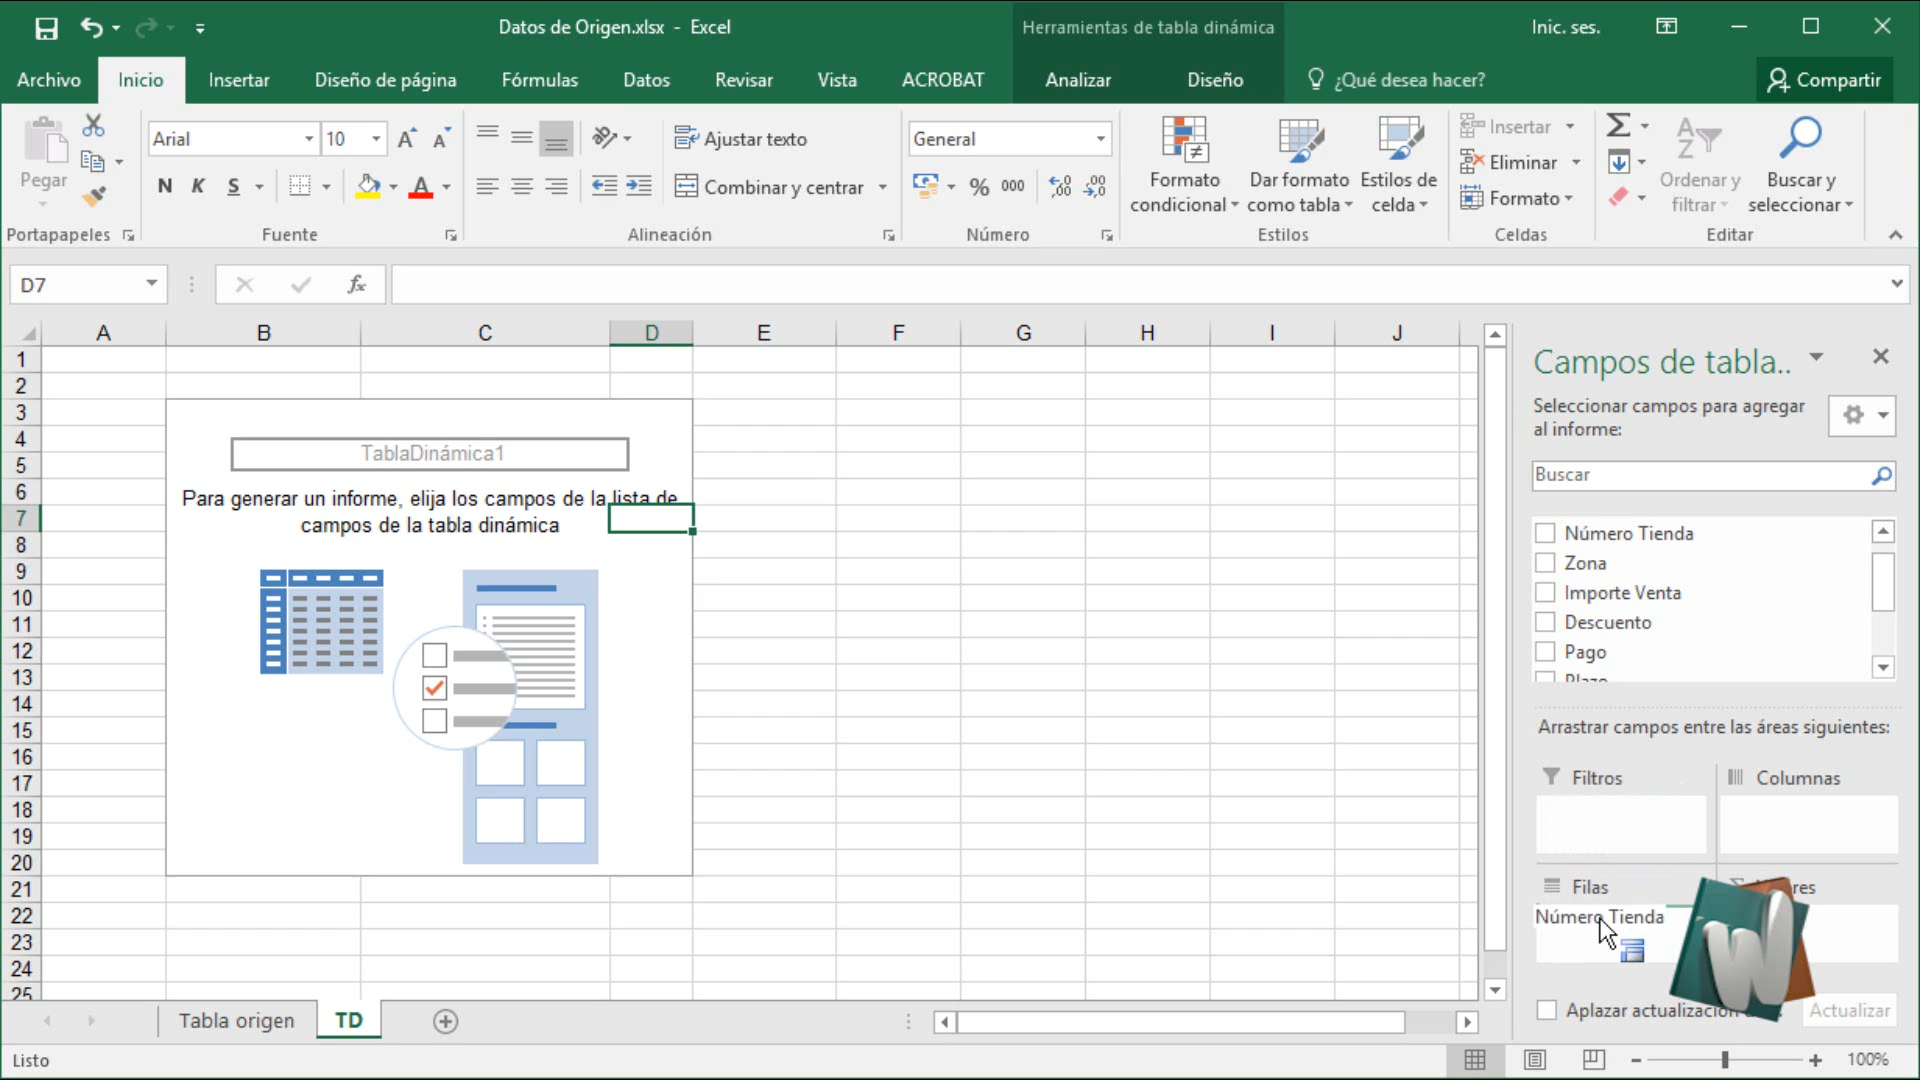 Datos de Origen.xlsx - Excel
Herramientas de tabla dinámica
Inic. ses.
Archivo
Inicio
Insertar
Diseño de página
Fórmulas
Datos
Revisar
Vista
ACROBAT
Analizar
Diseño
¿Qué desea hacer?
Compartir
Pegar
Portapapeles
Arial
10
N K S
Fuente
Ajustar texto
Combinar y centrar
Alineación
General
% 000
Número
Formato condicional
Dar formato como tabla
Estilos de celda
Estilos
Insertar
Eliminar
Formato
Celdas
Ordenar y filtrar
Buscar y seleccionar
Editar
D7
fx
A B C D E F G H I J
1
2
3
4
5
6
7
8
9
10
11
12
13
14
15
16
17
18
19
20
21
22
23
24
25
TablaDinámica1
Para generar un informe, elija los campos de la lista de
campos de la tabla dinámica
Campos de tabla..
Seleccionar campos para agregar
al informe:
Buscar
Número Tienda
Zona
Importe Venta
Descuento
Pago
Plazo
Arrastrar campos entre las áreas siguientes:
Filtros
Columnas
Filas
Número Tienda
W
Aplazar actualización
Actualizar
Tabla origen
TD
Listo
100%